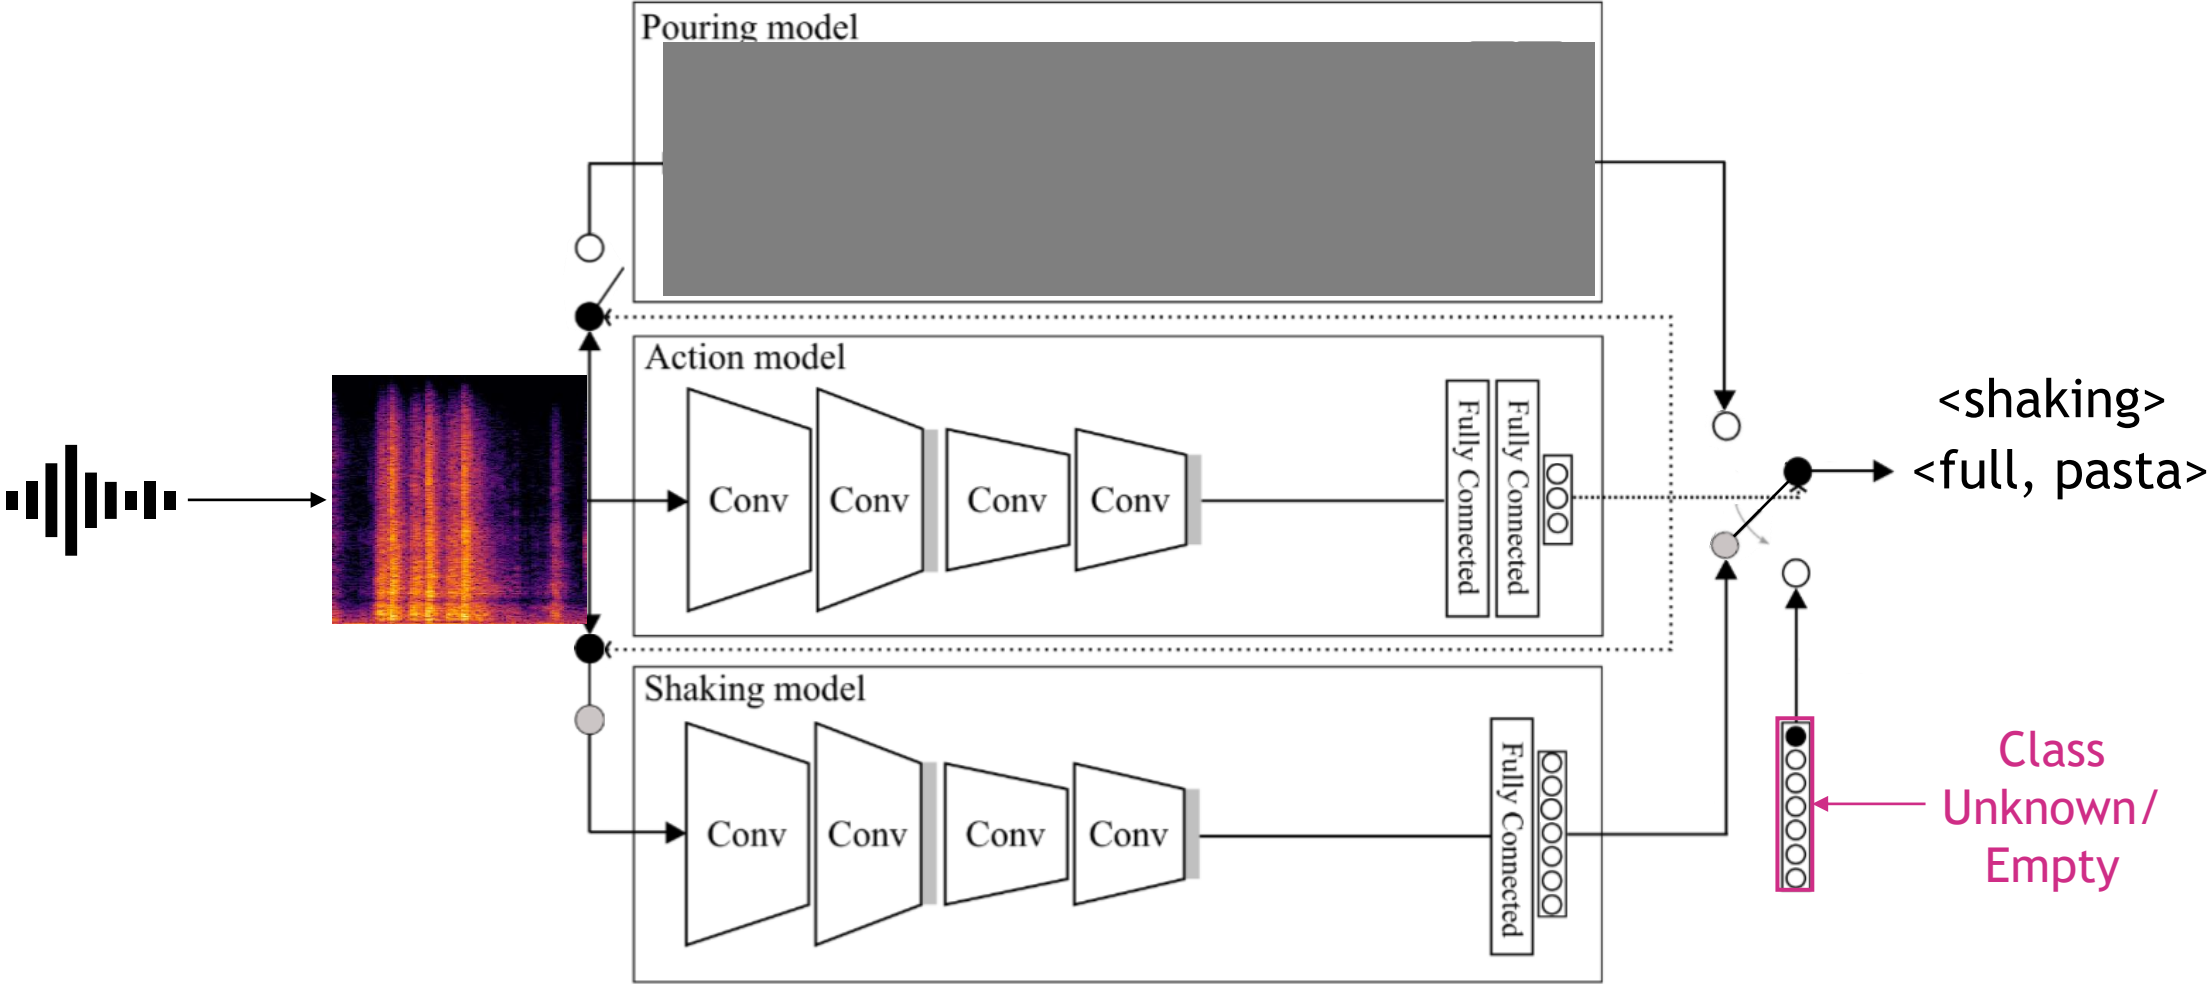 Pouring model
Action model
Conv
Conv
Conv
Conv
Fully Connected
Fully Connected
Shaking model
Conv
Conv
Conv
Conv
Fully Connected
<shaking>
<full, pasta>
Class
Unknown/
Empty